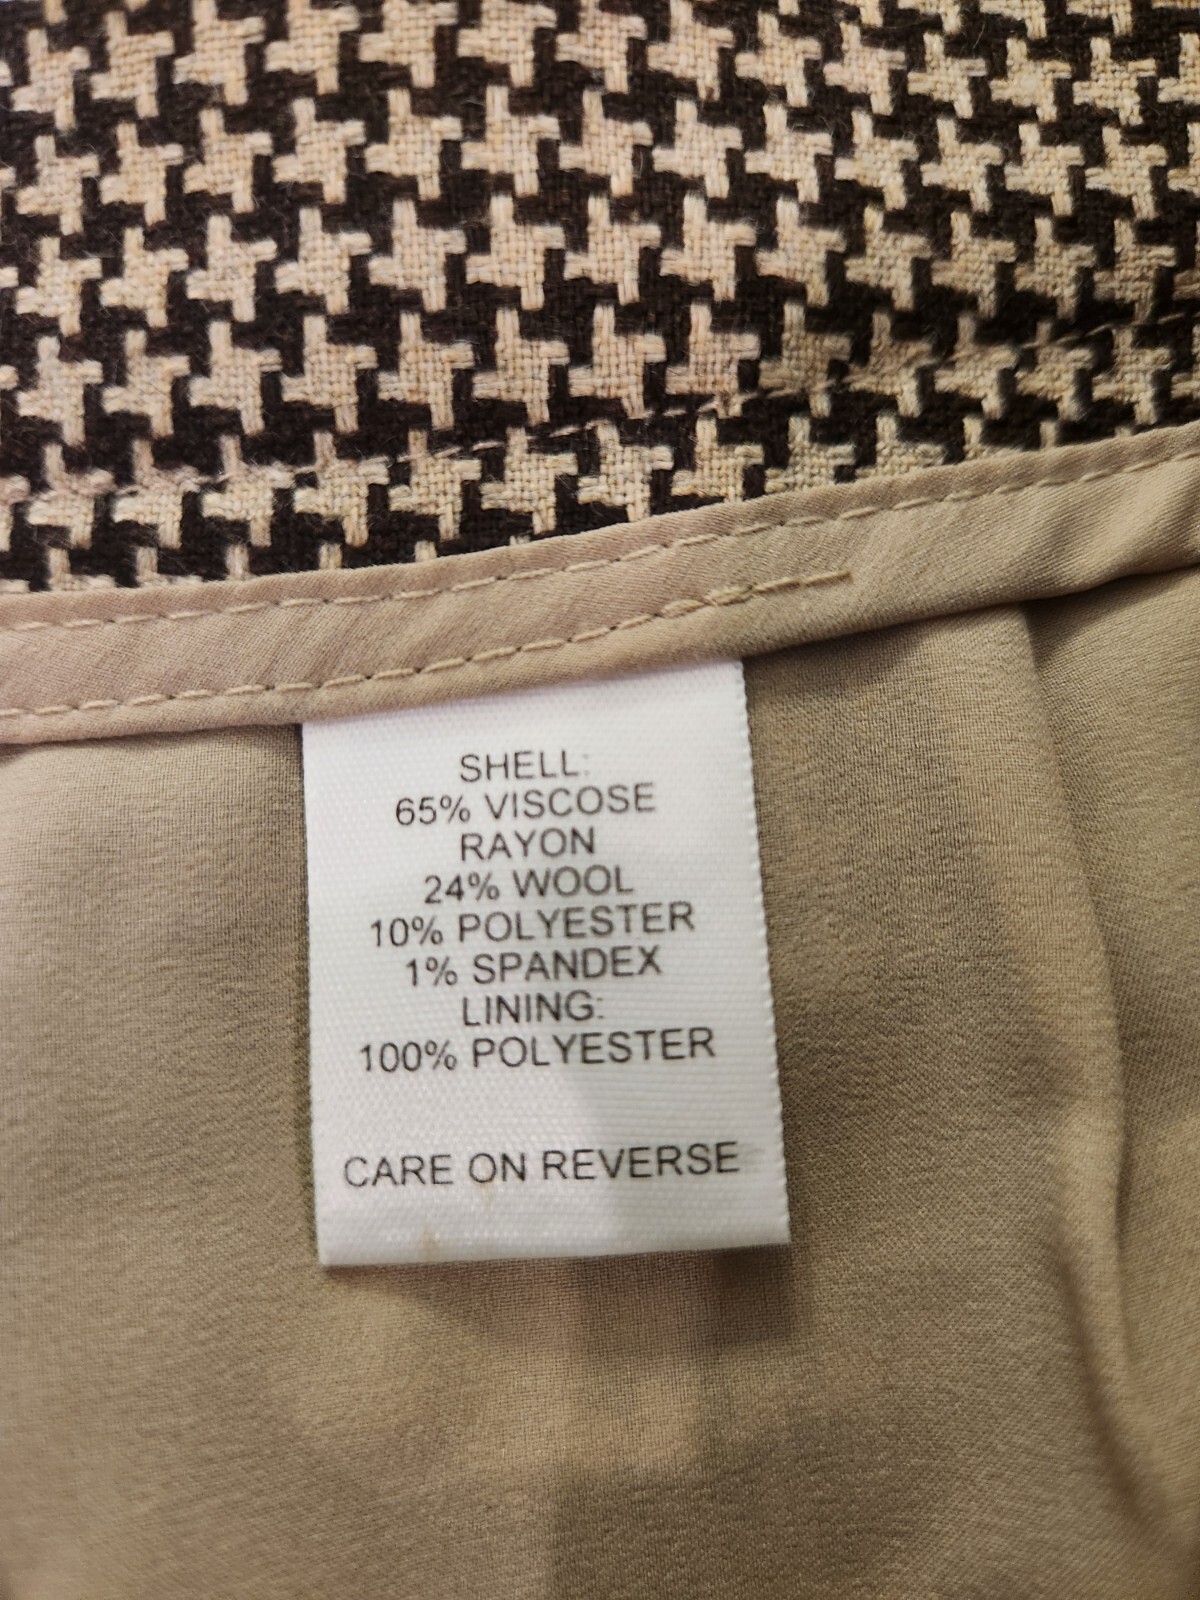 SHELL:
65% VISCOSE
RAYON
24% WOOL
10% POLYESTER
1% SPANDEX
LINING:
100% POLYESTER
CARE ON REVERSE